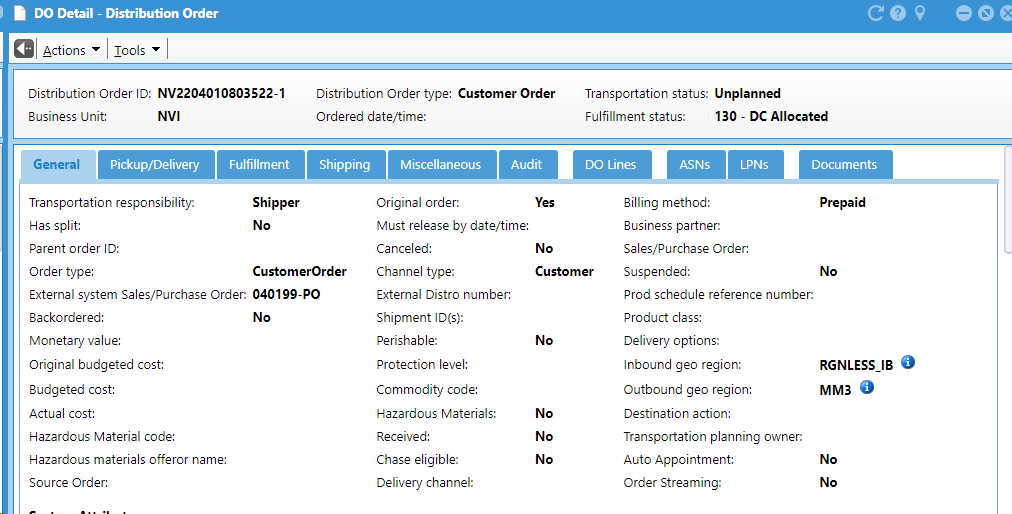 DO Detail - Distribution Order
Actions Tools
Distribution Order ID: NV2204010803522-1 Distribution Order type: Customer Order Transportation status: Unplanned
Business Unit: NVI Ordered date/time: Fulfillment status: 130 - DC Allocated
General Pickup/Delivery Fulfillment Shipping Miscellaneous Audit DO Lines ASNs LPNs Documents
Transportation responsibility: Shipper Original order: Yes Billing method: Prepaid
Has split: No Must release by date/time: Business partner:
Parent order ID: Canceled: No Sales/Purchase Order:
Order type: CustomerOrder Channel type: Customer Suspended: No
External system Sales/Purchase Order: 040199-PO External Distro number: Prod schedule reference number:
Backordered: No Shipment ID(s): Product class:
Monetary value: Perishable: No Delivery options:
Original budgeted cost: Protection level: Inbound geo region: RGNLESS_IB
Budgeted cost: Commodity code: Outbound geo region: MM3
Actual cost: Hazardous Materials: No Destination action:
Hazardous Material code: Received: No Transportation planning owner:
Hazardous materials offeror name: Chase eligible: No Auto Appointment: No
Source Order: Delivery channel: Order Streaming: No